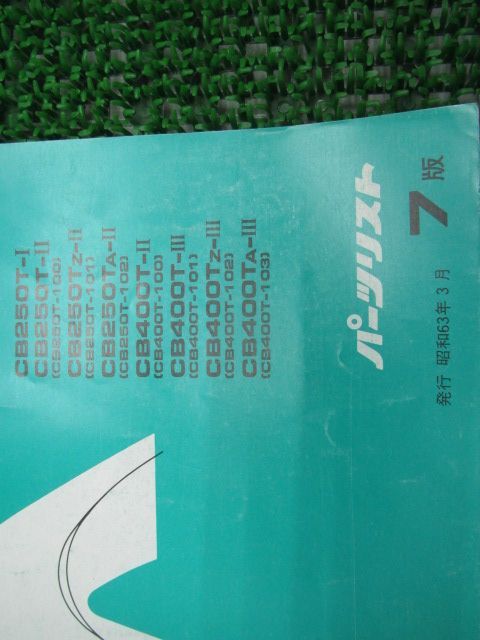 CB250T-I
CB250T-II
(CB250T-100)
CB250TZ-II
(CB250T-101)
CB250TA-II
(CB250T-102)
CB400T-II
(CB400T-100)
CB400T-III
(CB400T-101)
CB400TZ-III
(CB400T-102)
CB400TA-III
(CB400T-103)
パーツリスト
7版
発行 昭和63年3月